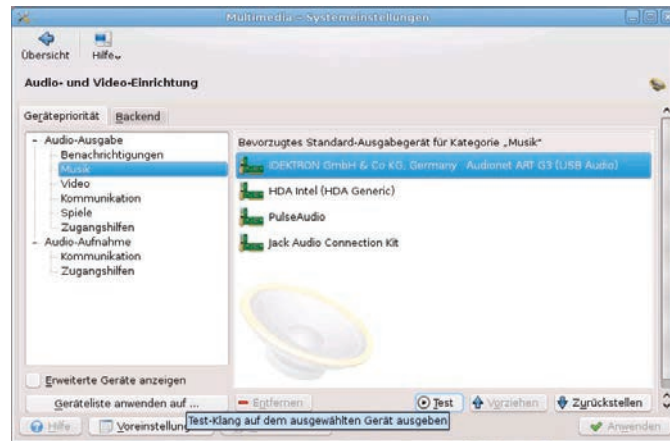 Multimedia – Systemeinstellungen
Übersicht
Hilfe
Audio- und Video-Einrichtung
Gerätepriorität
Backend
- Audio-Ausgabe
Benachrichtigungen
Musik
Video
Kommunikation
Spiele
Zugangshilfen
- Audio-Aufnahme
Kommunikation
Zugangshilfen
Erweiterte Geräte anzeigen
Geräteliste anwenden auf ...
Bevorzugtes Standard-Ausgabegerät für Kategorie „Musik“
IDEKTRON GmbH & Co KG, Germany Audionet ART G3 (USB Audio)
HDA Intel (HDA Generic)
PulseAudio
Jack Audio Connection Kit
Entfernen
Test
Vorziehen
Zurückstellen
Test-Klang auf dem ausgewählten Gerät ausgeben
Hilfe
Anwenden